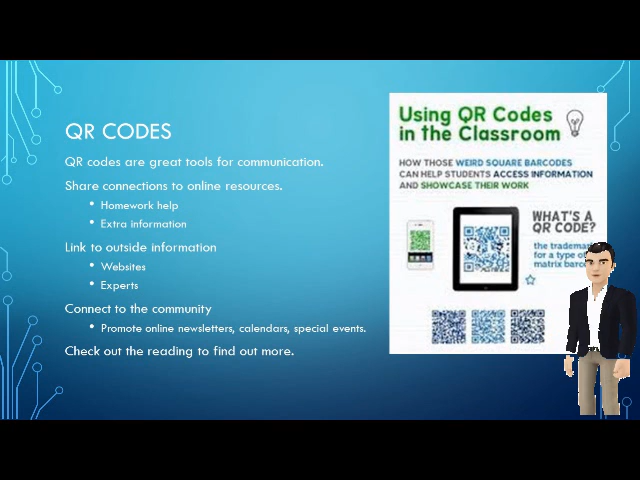 QR CODES
QR codes are great tools for communication.
Share connections to online resources.
• Homework help
• Extra information
Link to outside information
• Websites
• Experts
Connect to the community
• Promote online newsletters, calendars, special events.
Check out the reading to find out more.
Using QR Codes
in the Classroom
HOW THOSE WEIRD SQUARE BARCODES
CAN HELP STUDENTS ACCESS INFORMATION
AND SHOWCASE THEIR WORK
WHAT'S A
QR CODE?
the
for a type
matrix